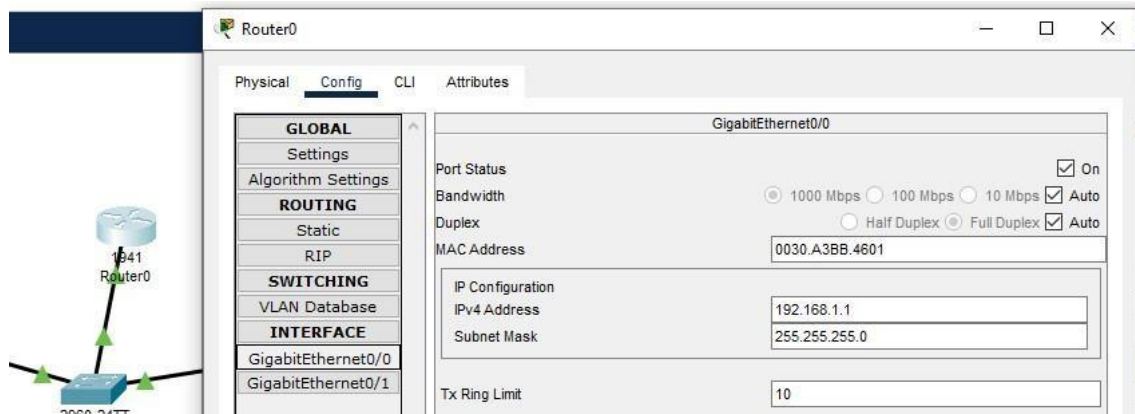 Router0
Physical Config CLI Attributes
GLOBAL
Settings
Algorithm Settings
ROUTING
Static
RIP
SWITCHING
VLAN Database
INTERFACE
GigabitEthernet0/0
GigabitEthernet0/1
GigabitEthernet0/0
Port Status On
Bandwidth 1000 Mbps 100 Mbps 10 Mbps Auto
Duplex Half Duplex Full Duplex Auto
MAC Address 0030.A3BB.4601
IP Configuration
IPv4 Address 192.168.1.1
Subnet Mask 255.255.255.0
Tx Ring Limit 10
1941
Router0